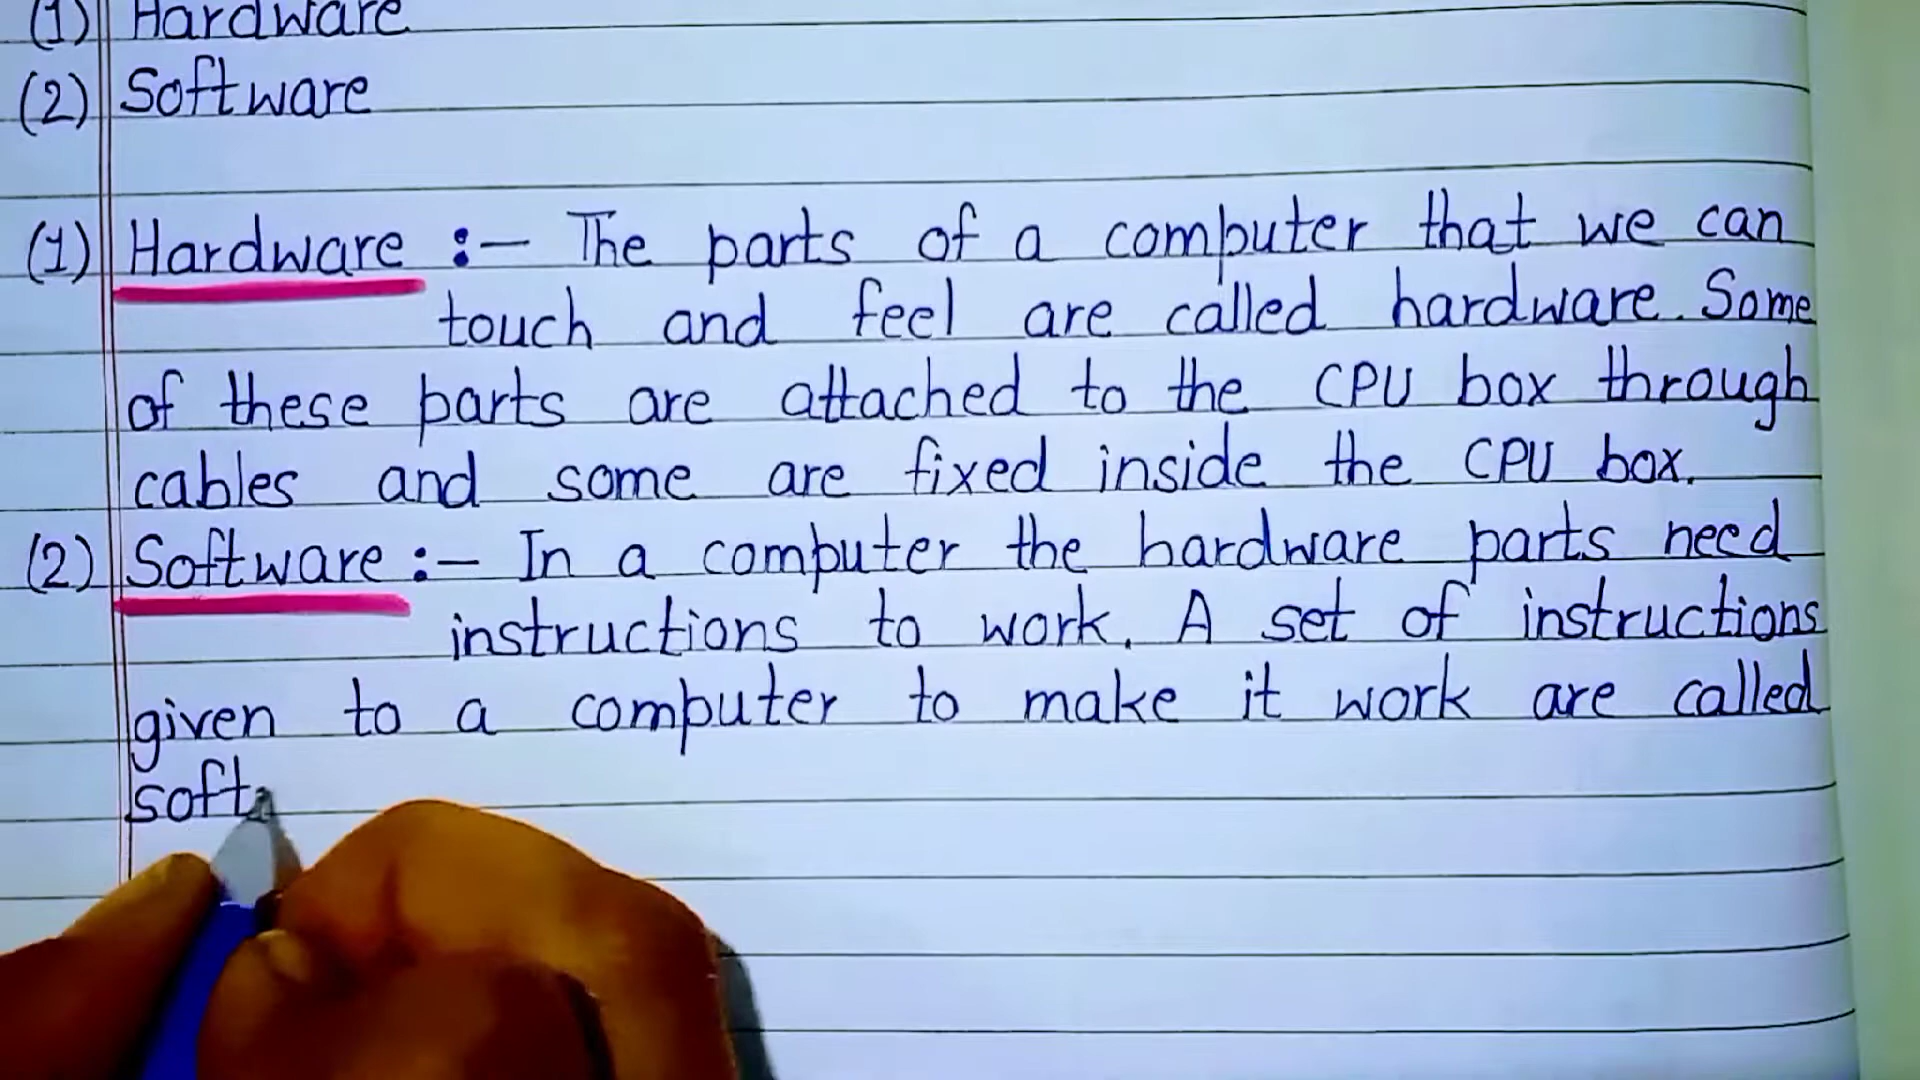 (1) Hardware
(2) Software
(1) Hardware :- The parts of a computer that we can
touch and feel are called hardware. Some
of these parts are attached to the CPU box through
cables and some are fixed inside the CPU box.
(2) Software :- In a computer the hardware parts need
instructions to work. A set of instructions
given to a computer to make it work are called
soft